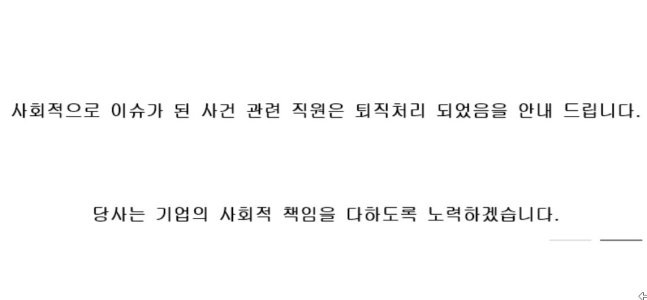 사회적으로 이슈가 된 사건 관련 직원은 퇴직처리 되었음을 안내 드립니다.
당사는 기업의 사회적 책임을 다하도록 노력하겠습니다.